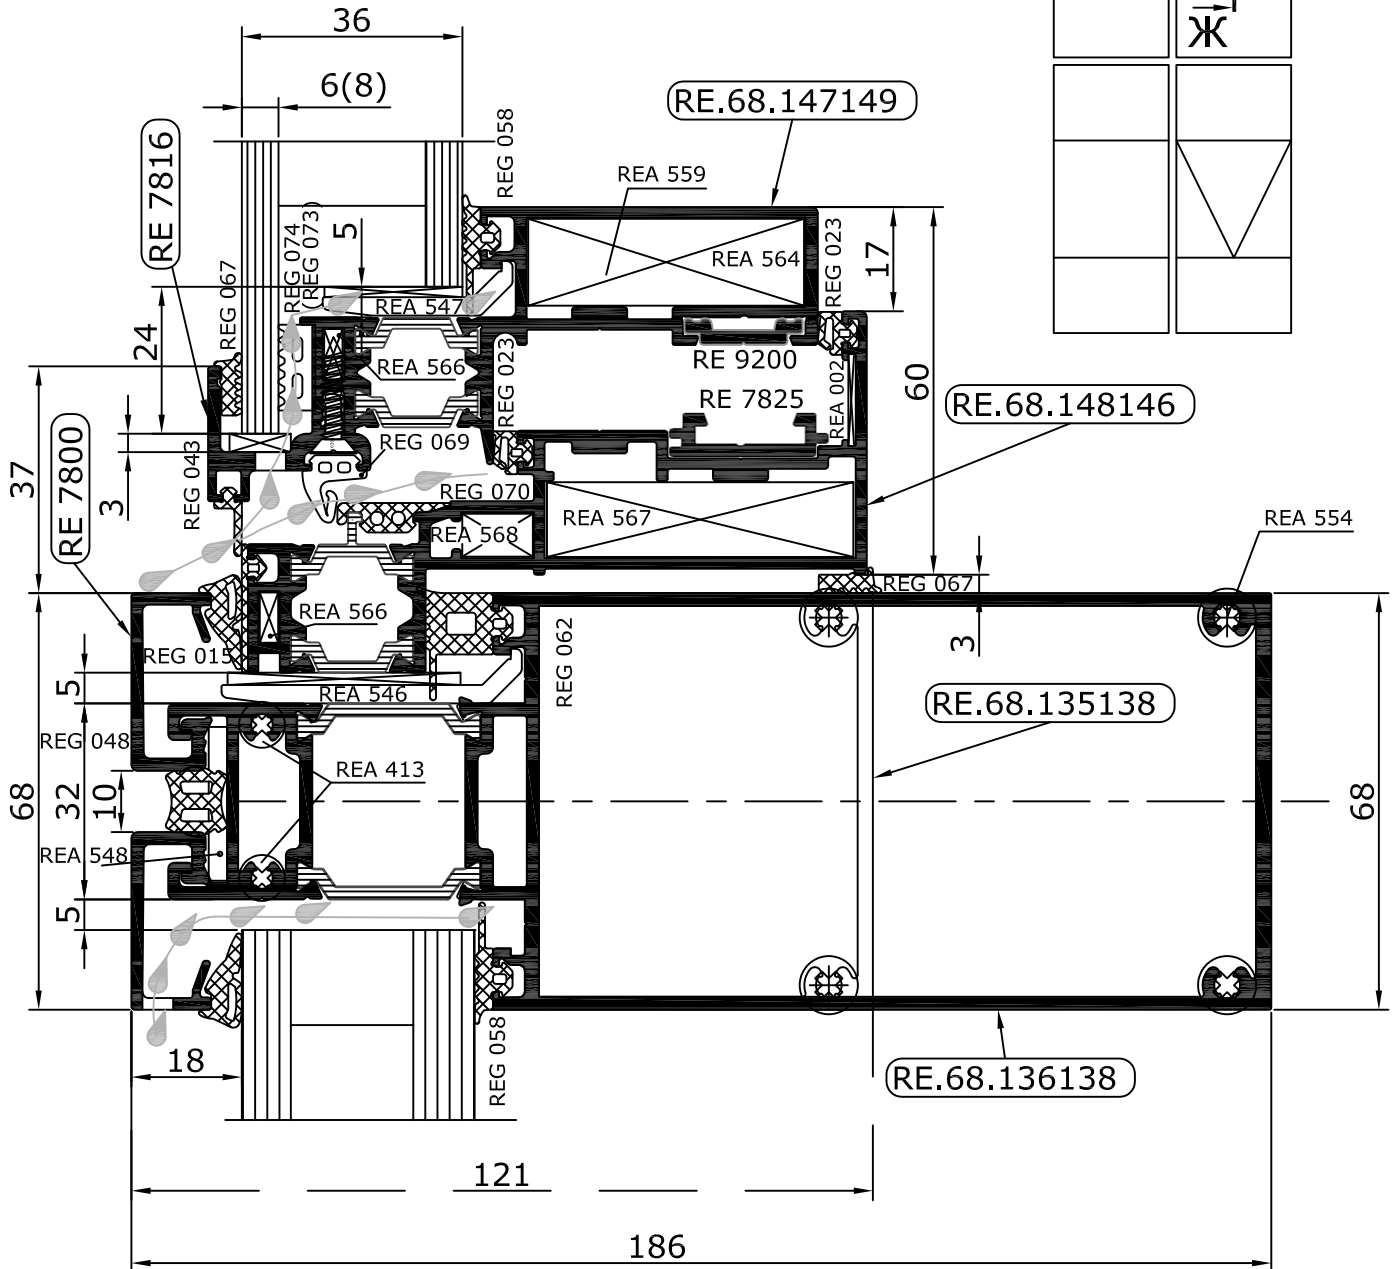 36
Ж
6(8)
RE.68.147149
REG 058
RE 7816
REA 559
REG 074
(REG 073)
5
REG 067
REA 564
REG 023
17
REA 547
24
REA 566
REG 023
RE 9200
RE 7825
REA 002
60
RE.68.148146
REG 069
37
3
REG 043
RE 7800
REG 070
REA 567
REA 568
REA 554
REG 067
REA 566
REG 015
REG 062
3
5
REA 546
RE.68.135138
REG 048
REA 413
68
32
10
68
REA 548
5
18
REG 058
RE.68.136138
121
186